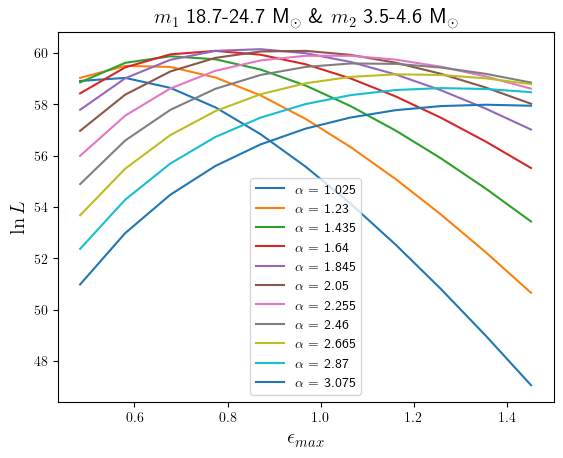 m₁ 18.7-24.7 M⊙ & m₂ 3.5-4.6 M⊙
ln L
60
58
56
54
52
50
48
α = 1.025
α = 1.23
α = 1.435
α = 1.64
α = 1.845
α = 2.05
α = 2.255
α = 2.46
α = 2.665
α = 2.87
α = 3.075
0.6 0.8 1.0 1.2 1.4
ϵmax